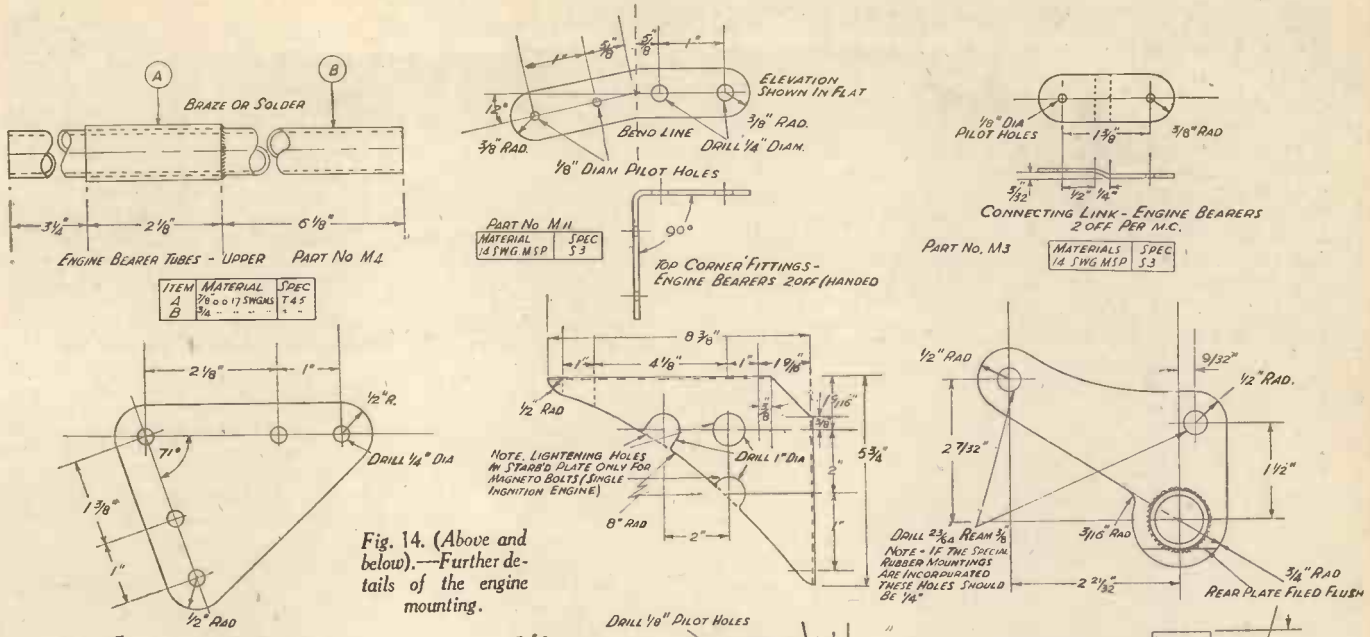 A
B
BRAZE OR SOLDER
3¼"
2⅛"
6⅛"
ENGINE BEARER TUBES - UPPER PART No M4
ITEM MATERIAL SPEC
A ⅞" O.D 17 SWG MS T45
B ¾ " " " " "
1"
⅝"
⅝"
1"
12°
ELEVATION
SHOWN IN FLAT
⅜" RAD.
BEND LINE
⅜" RAD.
DRILL ¼" DIAM.
⅛" DIAM PILOT HOLES
PART No M11
MATERIAL SPEC
14 SWG. MSP S3
90°
TOP CORNER FITTINGS-
ENGINE BEARERS 2 OFF (HANDED
⅛" DIA
PILOT HOLES
1⅜"
⅜" RAD
3/32"
½" ¼"
CONNECTING LINK - ENGINE BEARERS
2 OFF PER M.C.
PART No. M3
MATERIALS SPEC
14 SWG MSP S3
2⅛"
1"
½" R.
71°
DRILL ¼" DIA
1⅜"
1"
½" RAD
Fig. 14. (Above and
below).—Further de-
tails of the engine
mounting.
8⅜"
1"
4⅛"
1"
1 9/16"
½" RAD
1 9/16"
⅜"
5¾"
NOTE. LIGHTENING HOLES
IN STARB'D PLATE ONLY FOR
MAGNETO BOLTS (SINGLE
INGNITION ENGINE)
DRILL 1" DIA
2"
8" RAD
2"
1"
½" RAD
9/32"
½" RAD.
2 7/32"
1½"
DRILL 23/64 REAM ⅜"
NOTE - IF THE SPECIAL
RUBBER MOUNTINGS
ARE INCORPORATED
THESE HOLES SHOULD
BE ¼"
3/16" RAD
2 21/32"
¾" RAD
REAR PLATE FILED FLUSH
DRILL ⅛" PILOT HOLES